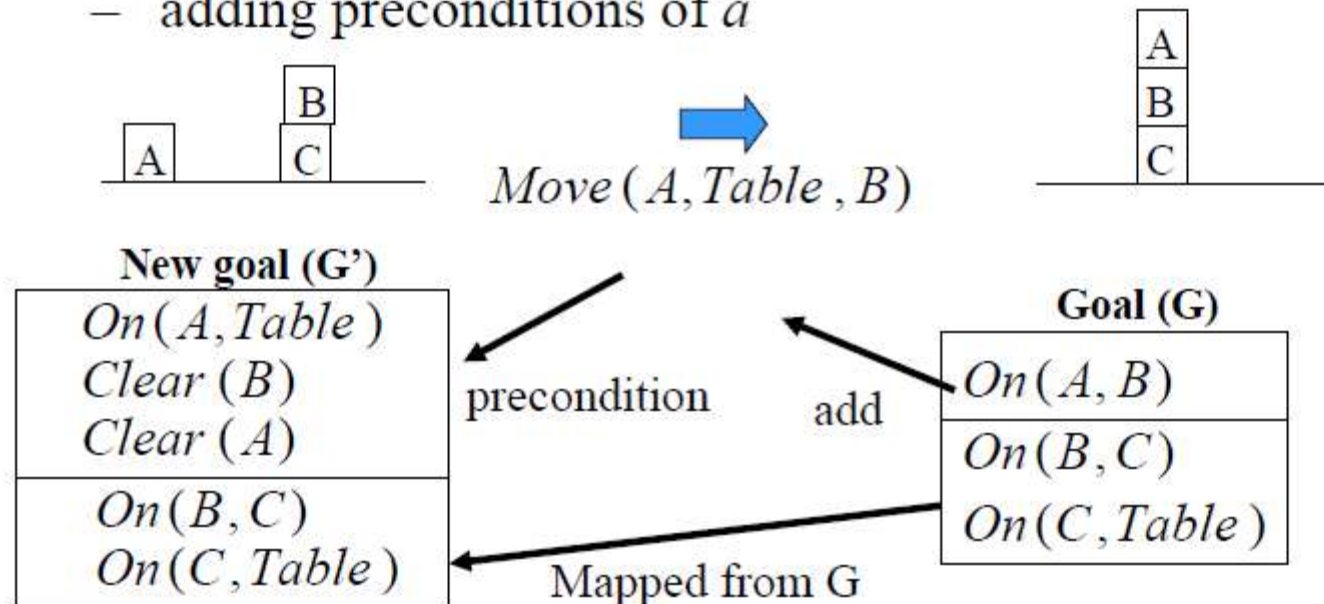 – adding preconditions of a
A
B
C
A
B
C
Move (A, Table , B)
New goal (G’)
On (A, Table )
Clear (B)
Clear (A)
On (B, C)
On (C , Table )
precondition
add
Mapped from G
Goal (G)
On (A, B)
On (B, C)
On (C , Table )